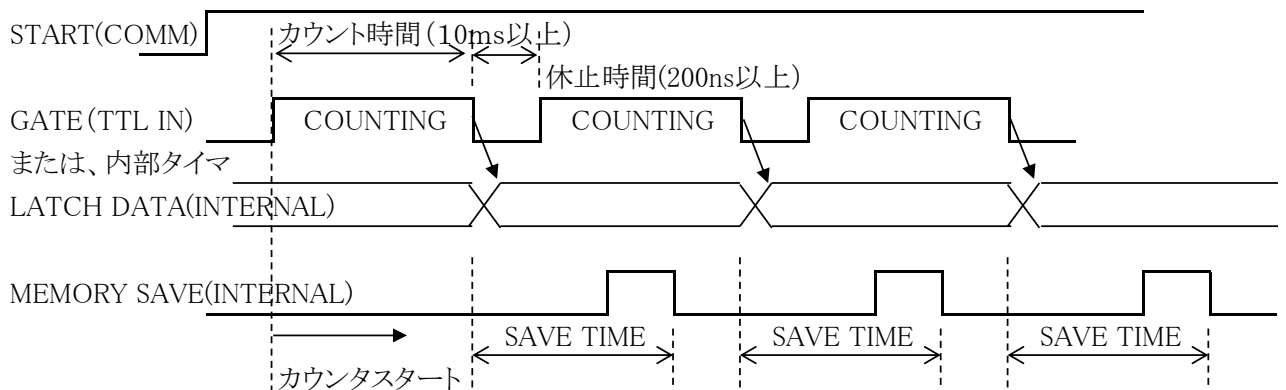 START(COMM)
カウント時間(10ms以上)
休止時間(200ns以上)
GATE(TTL IN)
COUNTING
COUNTING
COUNTING
または、内部タイマ
LATCH DATA(INTERNAL)
MEMORY SAVE(INTERNAL)
SAVE TIME
SAVE TIME
SAVE TIME
カウンタスタート